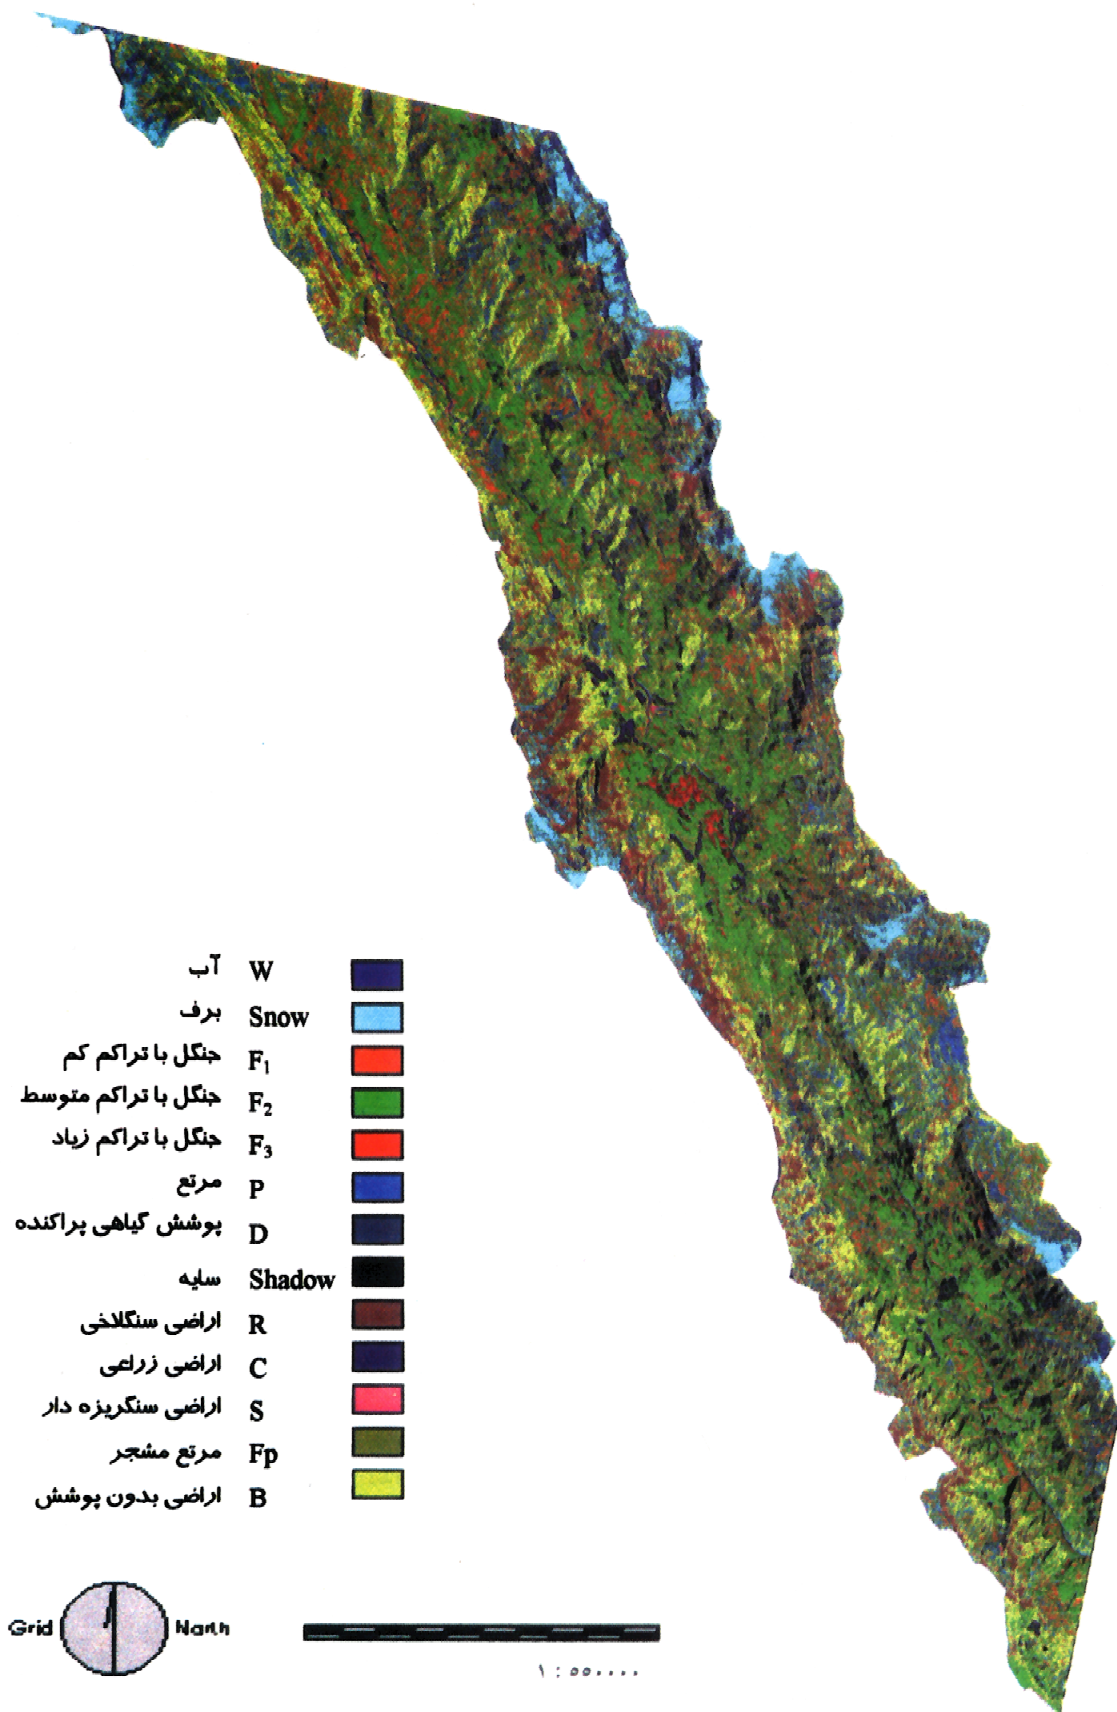 آب W
برف Snow
جنگل با تراکم کم F₁
جنگل با تراکم متوسط F₂
جنگل با تراکم زیاد F₃
مرتع P
پوشش گیاهی پراکنده D
سایه Shadow
اراضی سنگلاخی R
اراضی زراعی C
اراضی سنگریزه دار S
مرتع مشجر Fp
اراضی بدون پوشش B
Grid North
۱ : ۵۵۰۰۰۰